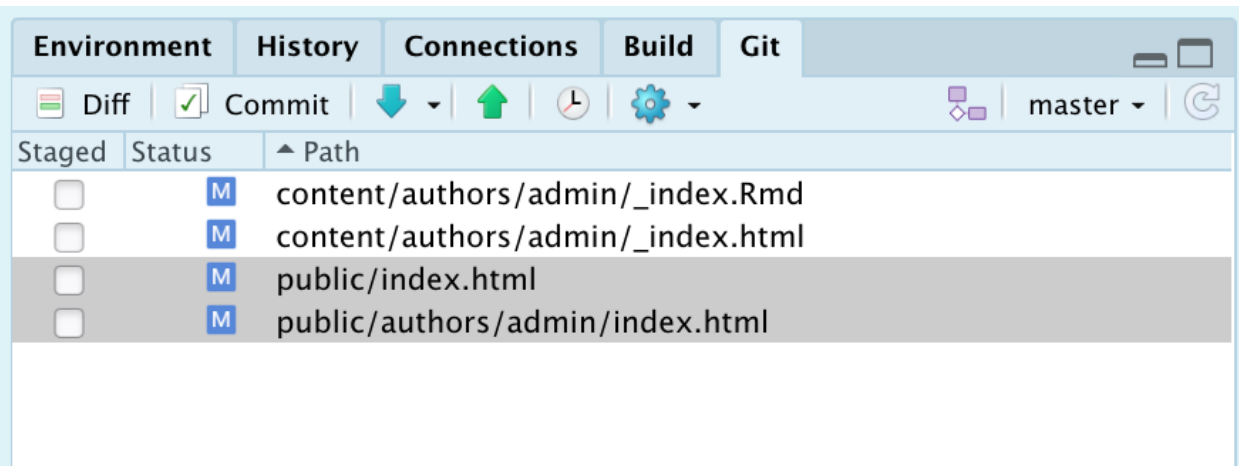 Environment History Connections Build Git
Diff Commit master
Staged Status Path
M content/authors/admin/_index.Rmd
M content/authors/admin/_index.html
M public/index.html
M public/authors/admin/index.html